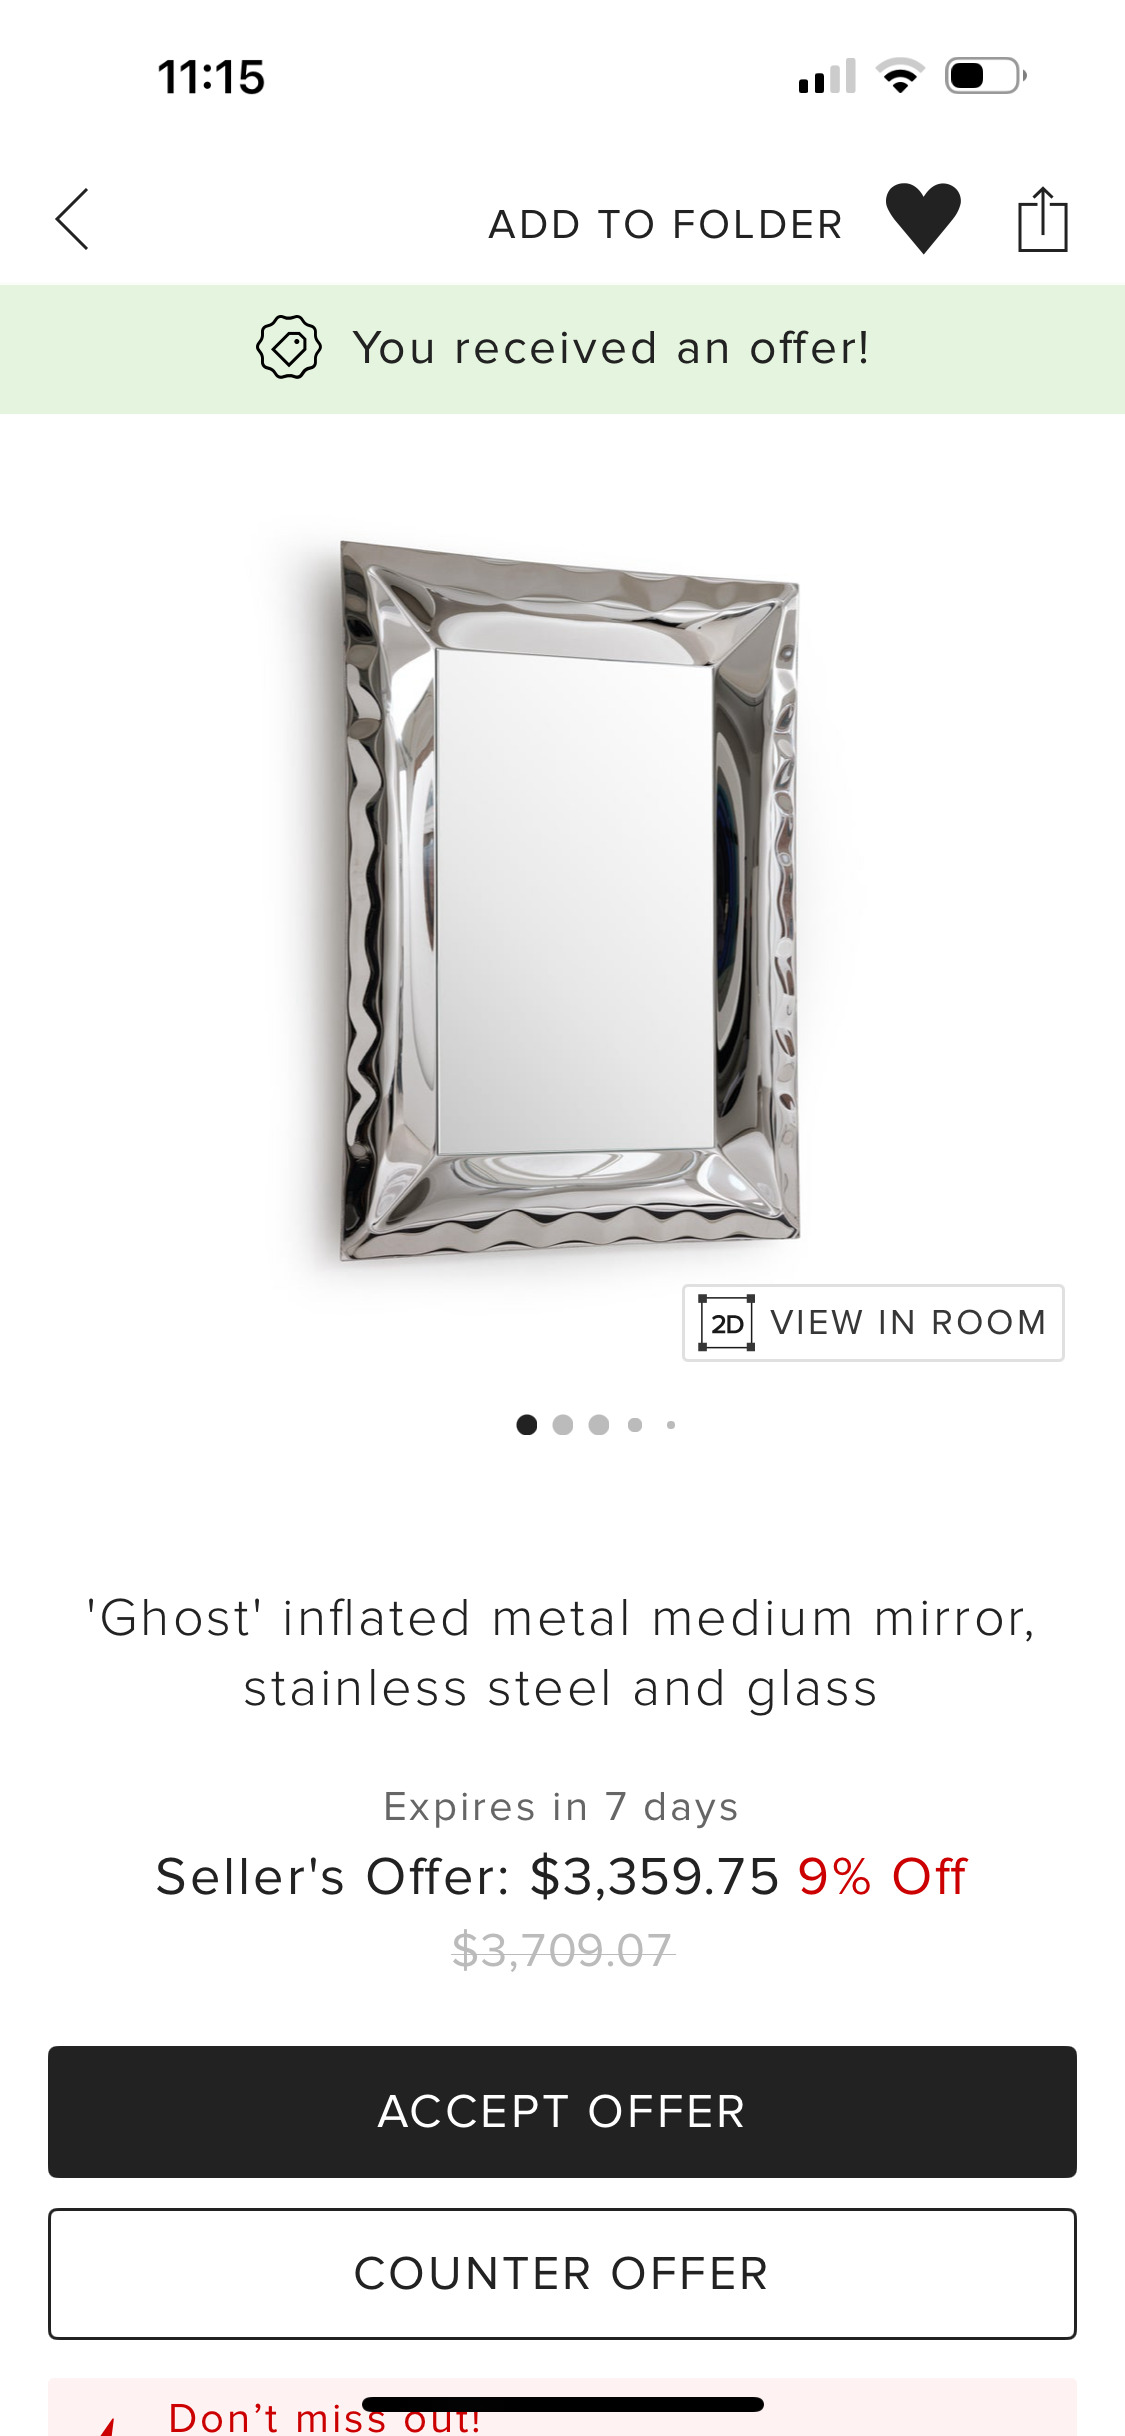 11:15
ADD TO FOLDER
You received an offer!
2D VIEW IN ROOM
'Ghost' inflated metal medium mirror,
stainless steel and glass
Expires in 7 days
Seller's Offer: $3,359.75 9% Off
$3,709.07
ACCEPT OFFER
COUNTER OFFER
Don’t miss out!